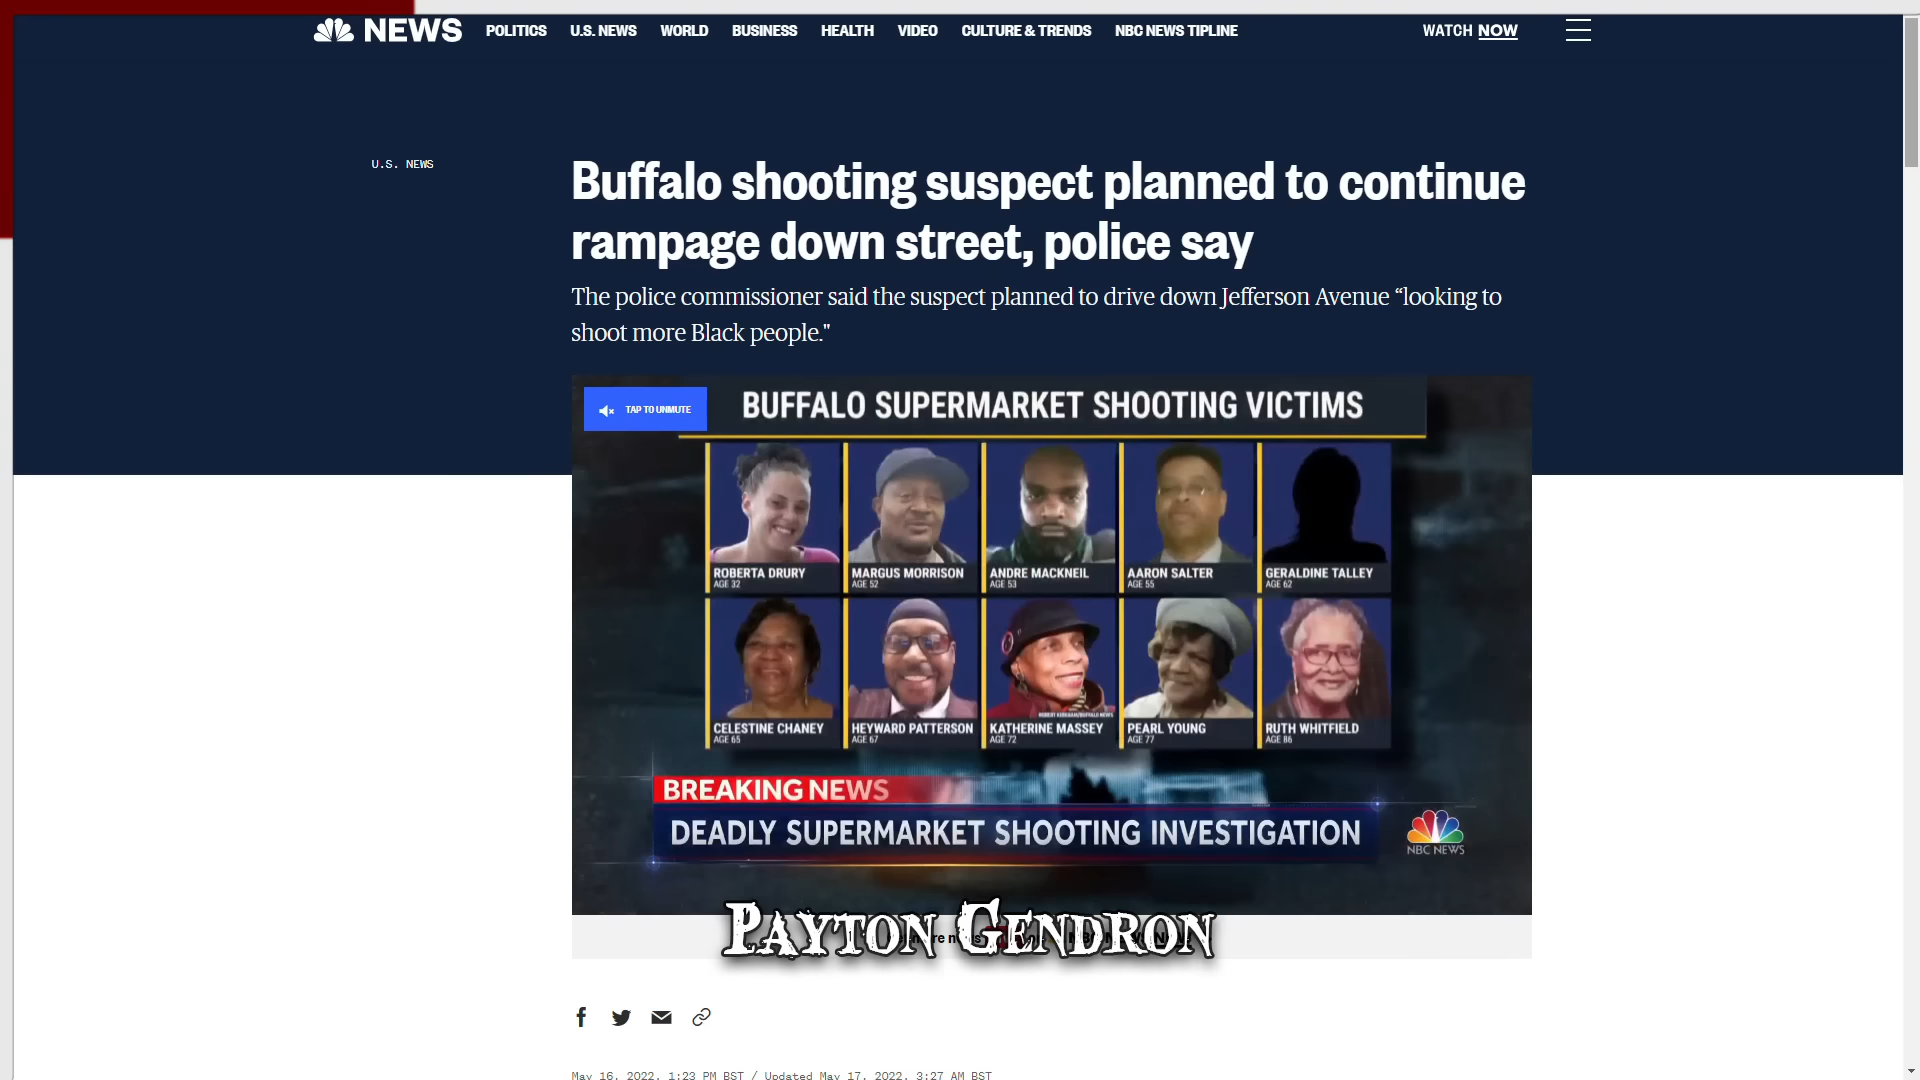 NEWS
POLITICS
U.S. NEWS
WORLD
BUSINESS
HEALTH
VIDEO
CULTURE & TRENDS
NBC NEWS TIPLINE
WATCH NOW
U.S. NEWS
Buffalo shooting suspect planned to continue
rampage down street, police say
The police commissioner said the suspect planned to drive down Jefferson Avenue “looking to
shoot more Black people."
TAP TO UNMUTE
BUFFALO SUPERMARKET SHOOTING VICTIMS
ROBERTA DRURY
AGE 32
MARGUS MORRISON
AGE 52
ANDRE MACKNEIL
AGE 53
AARON SALTER
AGE 55
GERALDINE TALLEY
AGE 62
CELESTINE CHANEY
AGE 65
HEYWARD PATTERSON
AGE 67
ROBERT KIRKHAM/BUFFALO NEWS
KATHERINE MASSEY
AGE 72
PEARL YOUNG
AGE 77
RUTH WHITFIELD
AGE 86
BREAKING NEWS
DEADLY SUPERMARKET SHOOTING INVESTIGATION
NBC NEWS
PAYTON GENDRON
May 16, 2022, 1:23 PM BST / Updated May 17, 2022, 3:27 AM BST